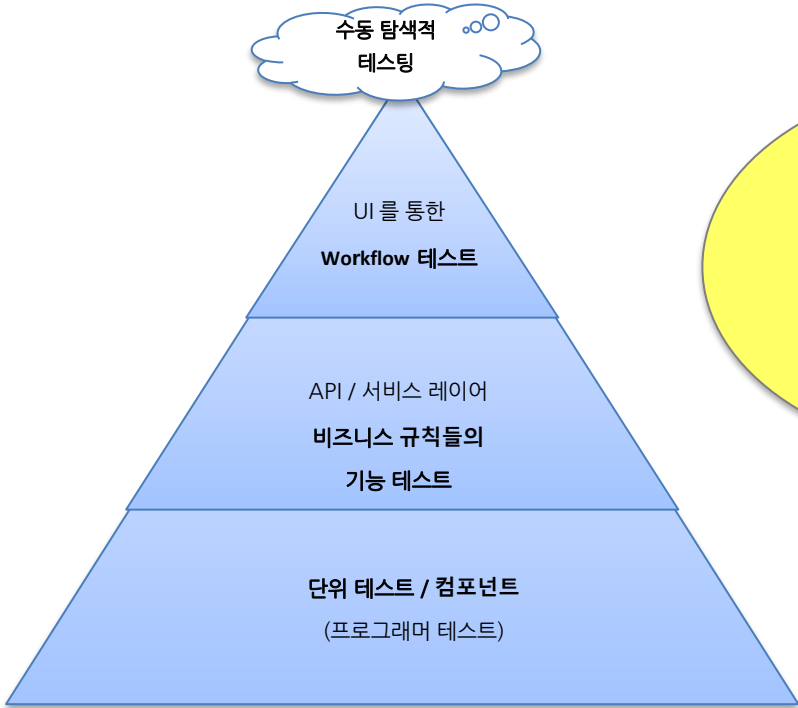 수동 탐색적
테스팅
UI 를 통한
Workflow 테스트
API / 서비스 레이어
비즈니스 규칙들의
기능 테스트
단위 테스트 / 컴포넌트
(프로그래머 테스트)